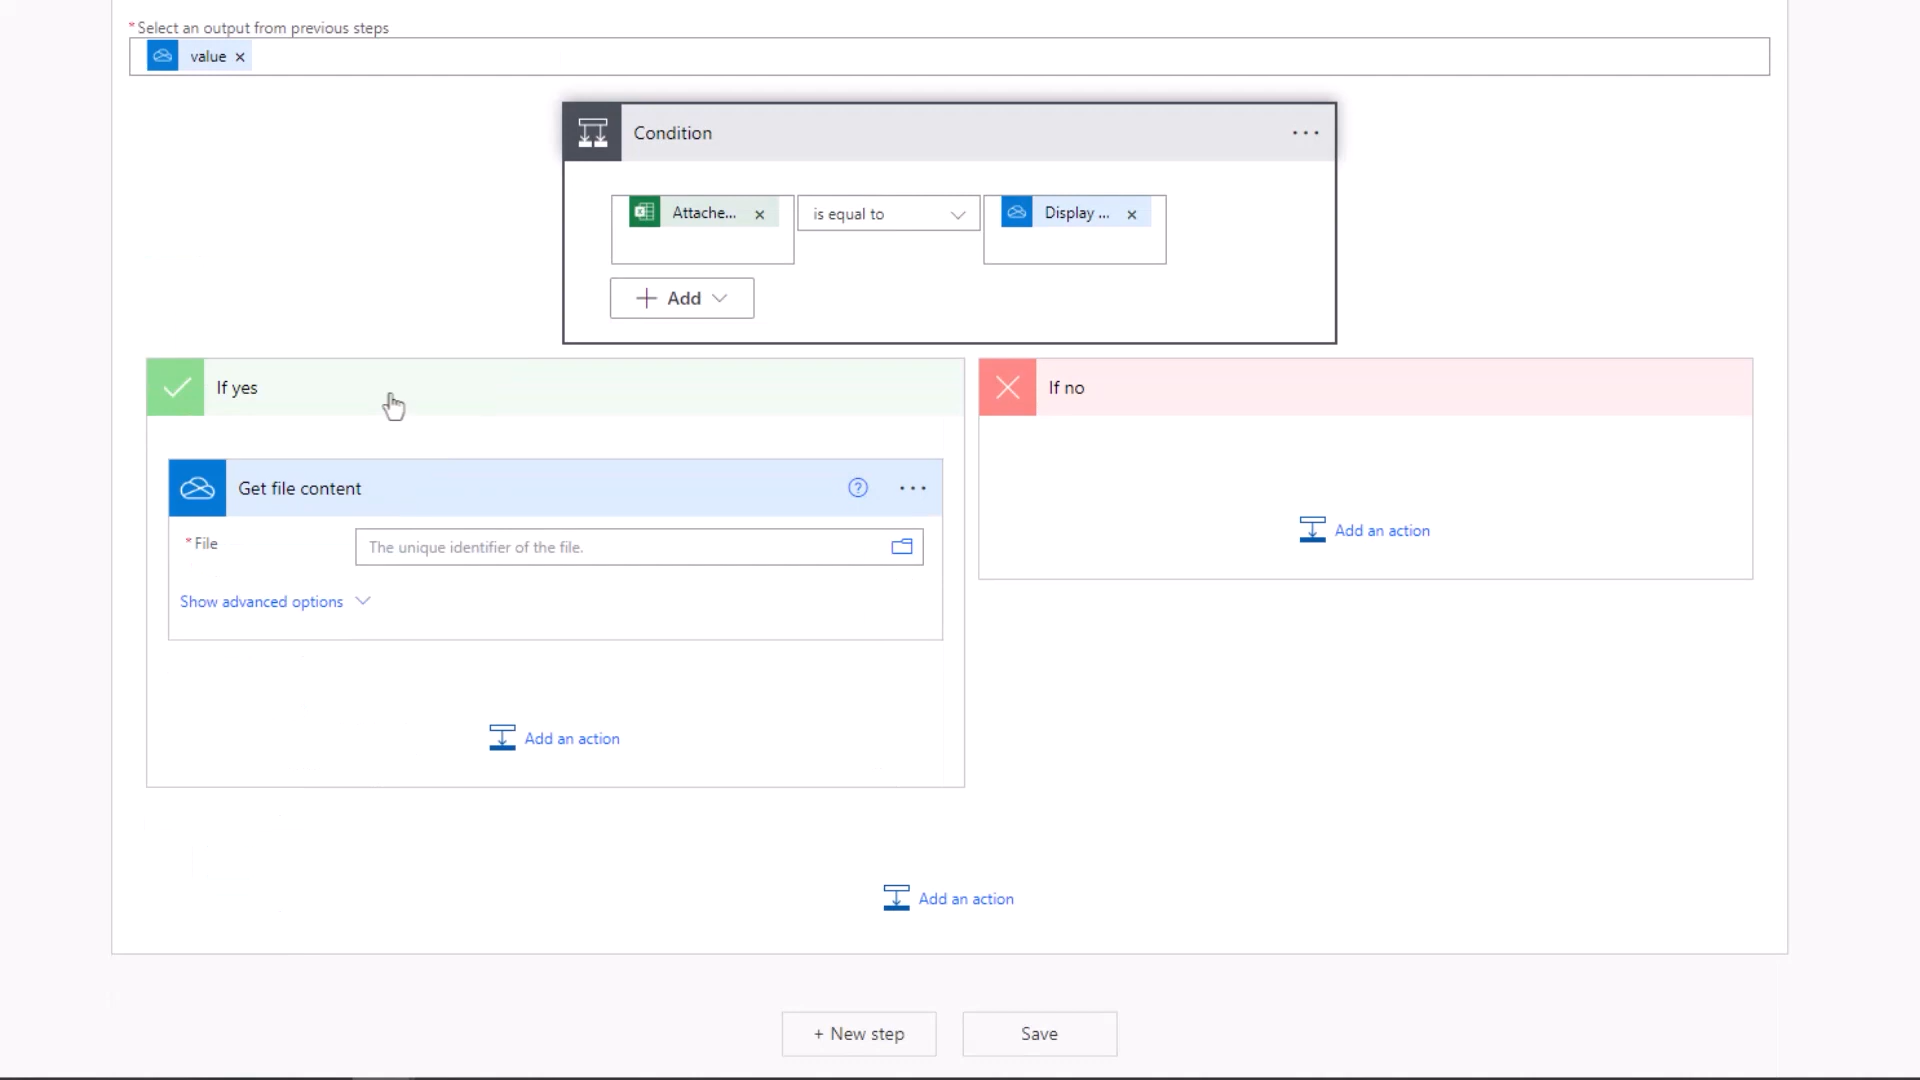 *Select an output from previous steps
value ×
Condition ...
Attache... × is equal to Display ... ×
+ Add
If yes
If no
Get file content ? ...
*File The unique identifier of the file.
Show advanced options
Add an action
Add an action
Add an action
+ New step Save